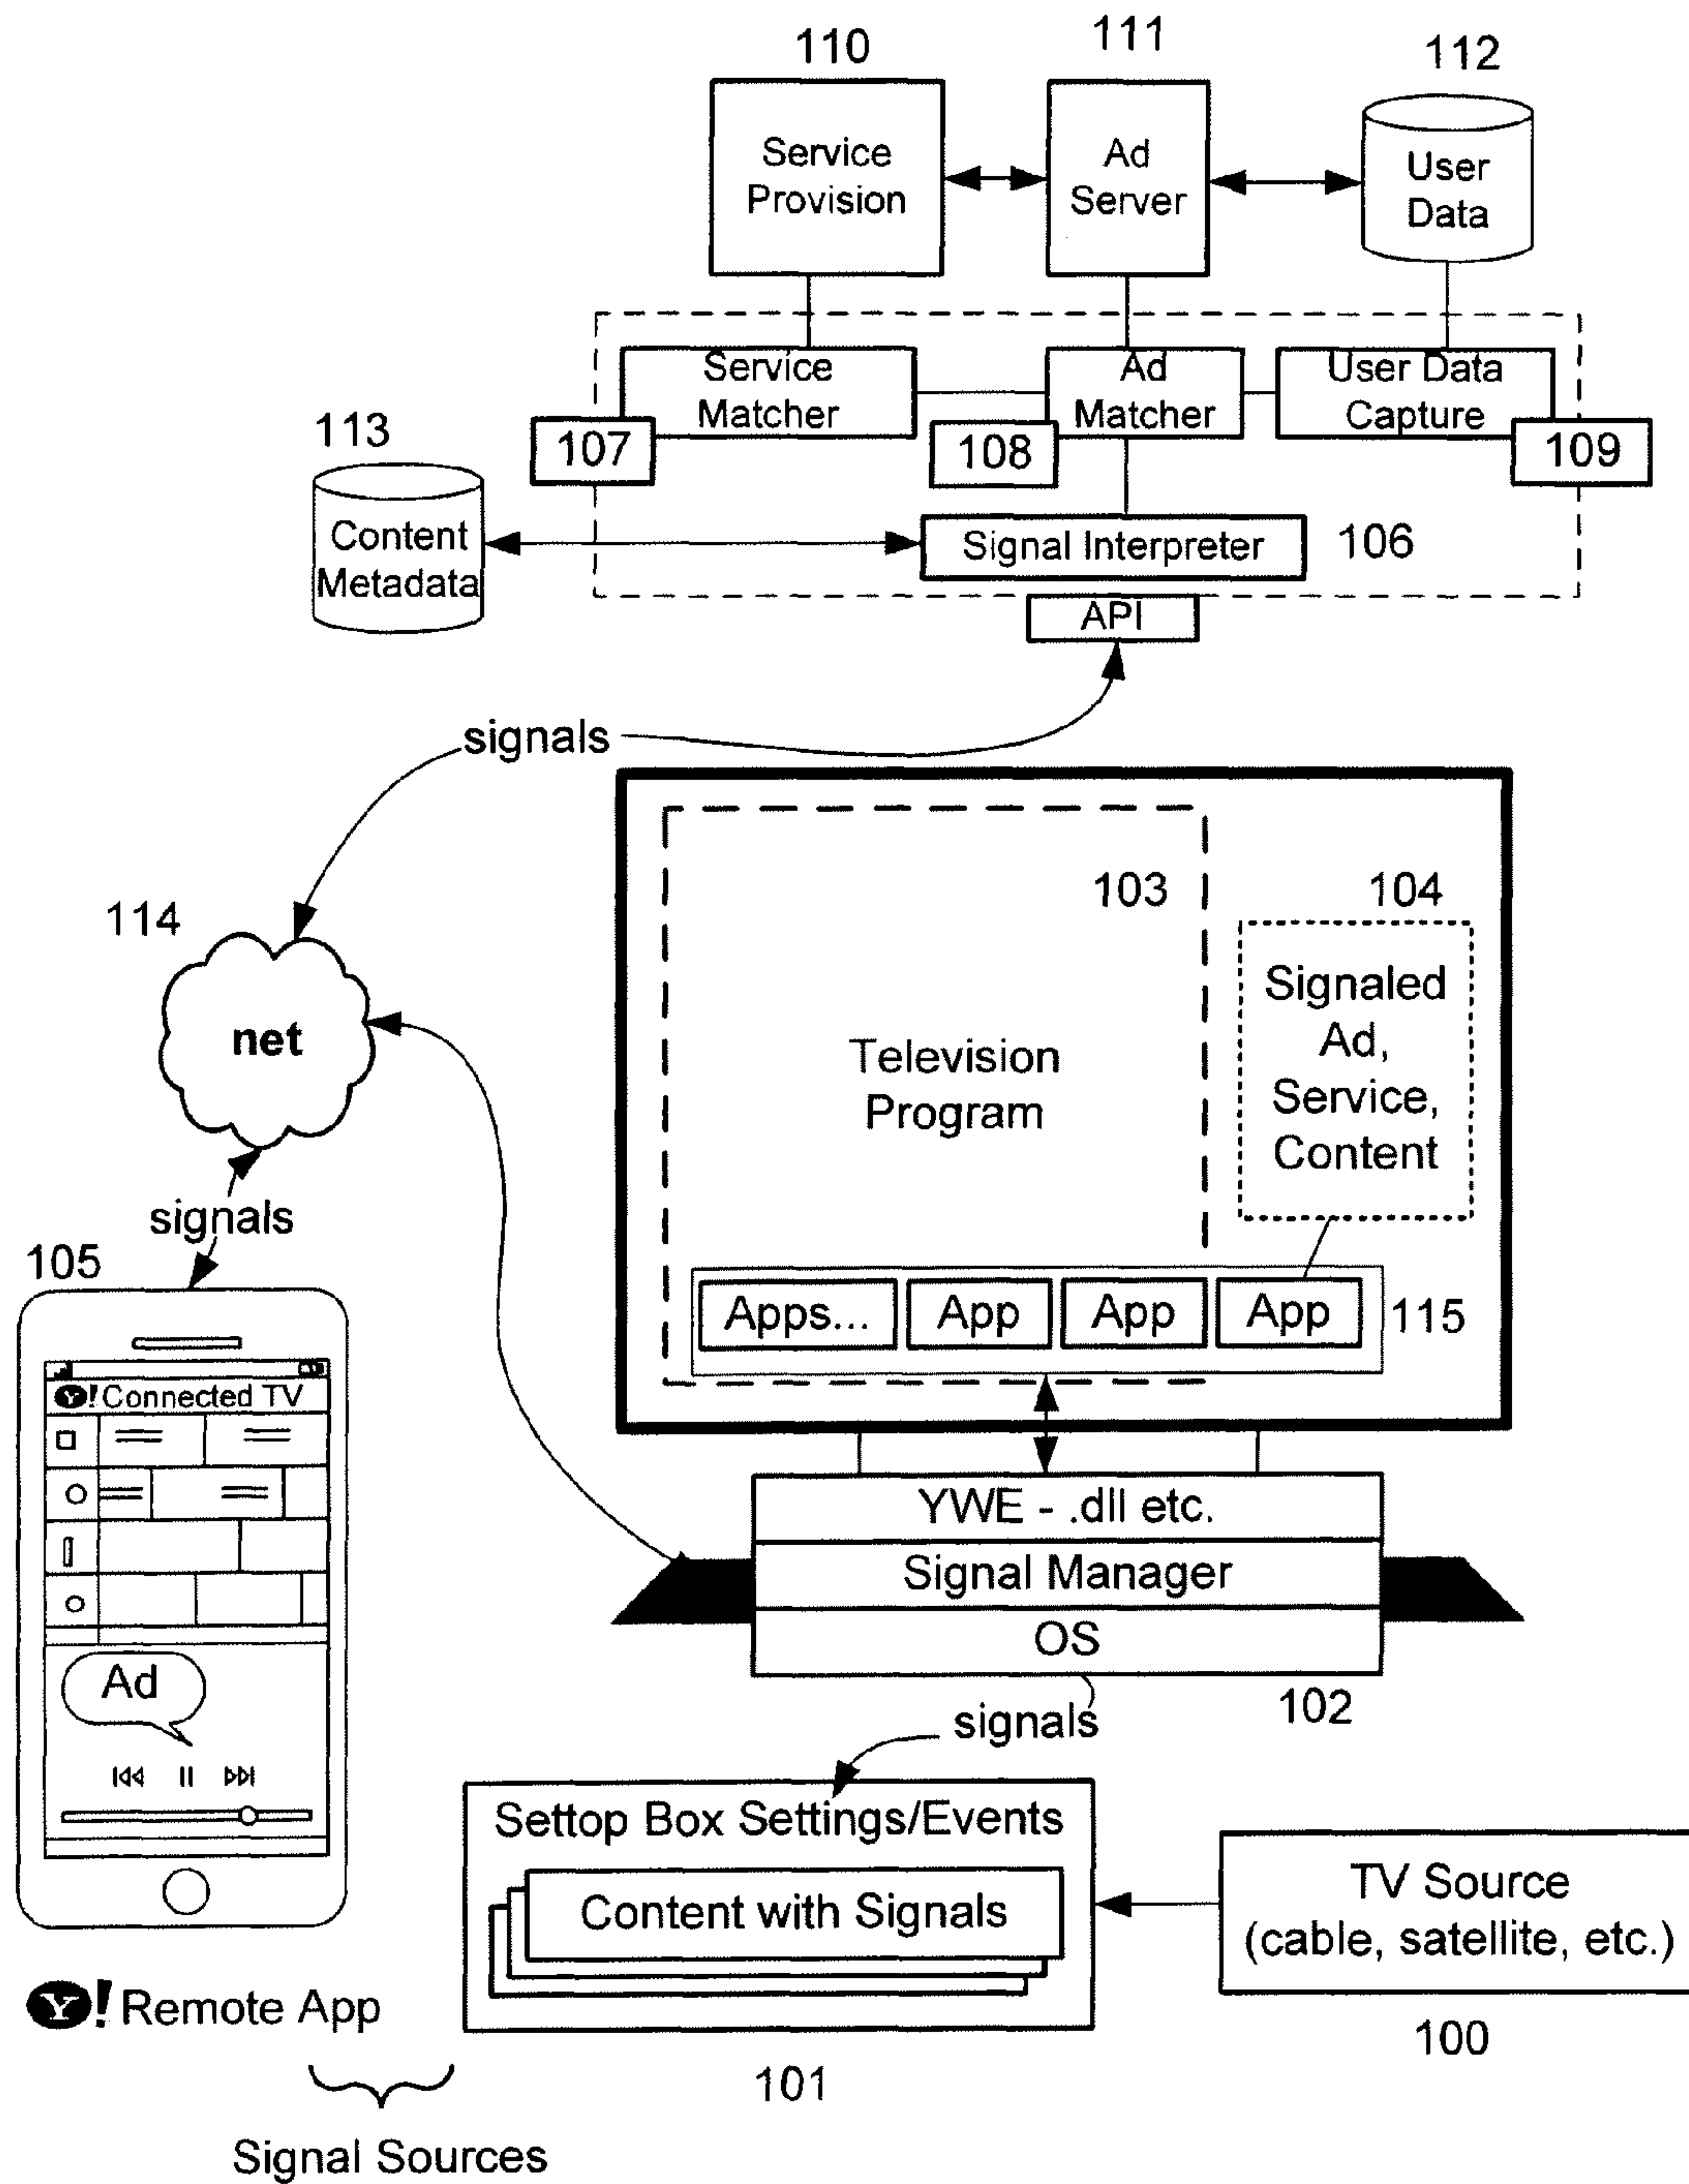 110
111
112
Service
Provision
Ad
Server
User
Data
Service
Matcher
Ad
Matcher
User Data
Capture
107
108
109
113
Content
Metadata
Signal Interpreter
106
API
signals
114
net
103
104
Television
Program
Signaled
Ad,
Service,
Content
signals
105
Apps...
App
App
App
115
Y! Connected TV
YWE - .dll etc.
Signal Manager
OS
102
signals
Ad
Settop Box Settings/Events
Content with Signals
TV Source
(cable, satellite, etc.)
100
101
Y! Remote App
Signal Sources